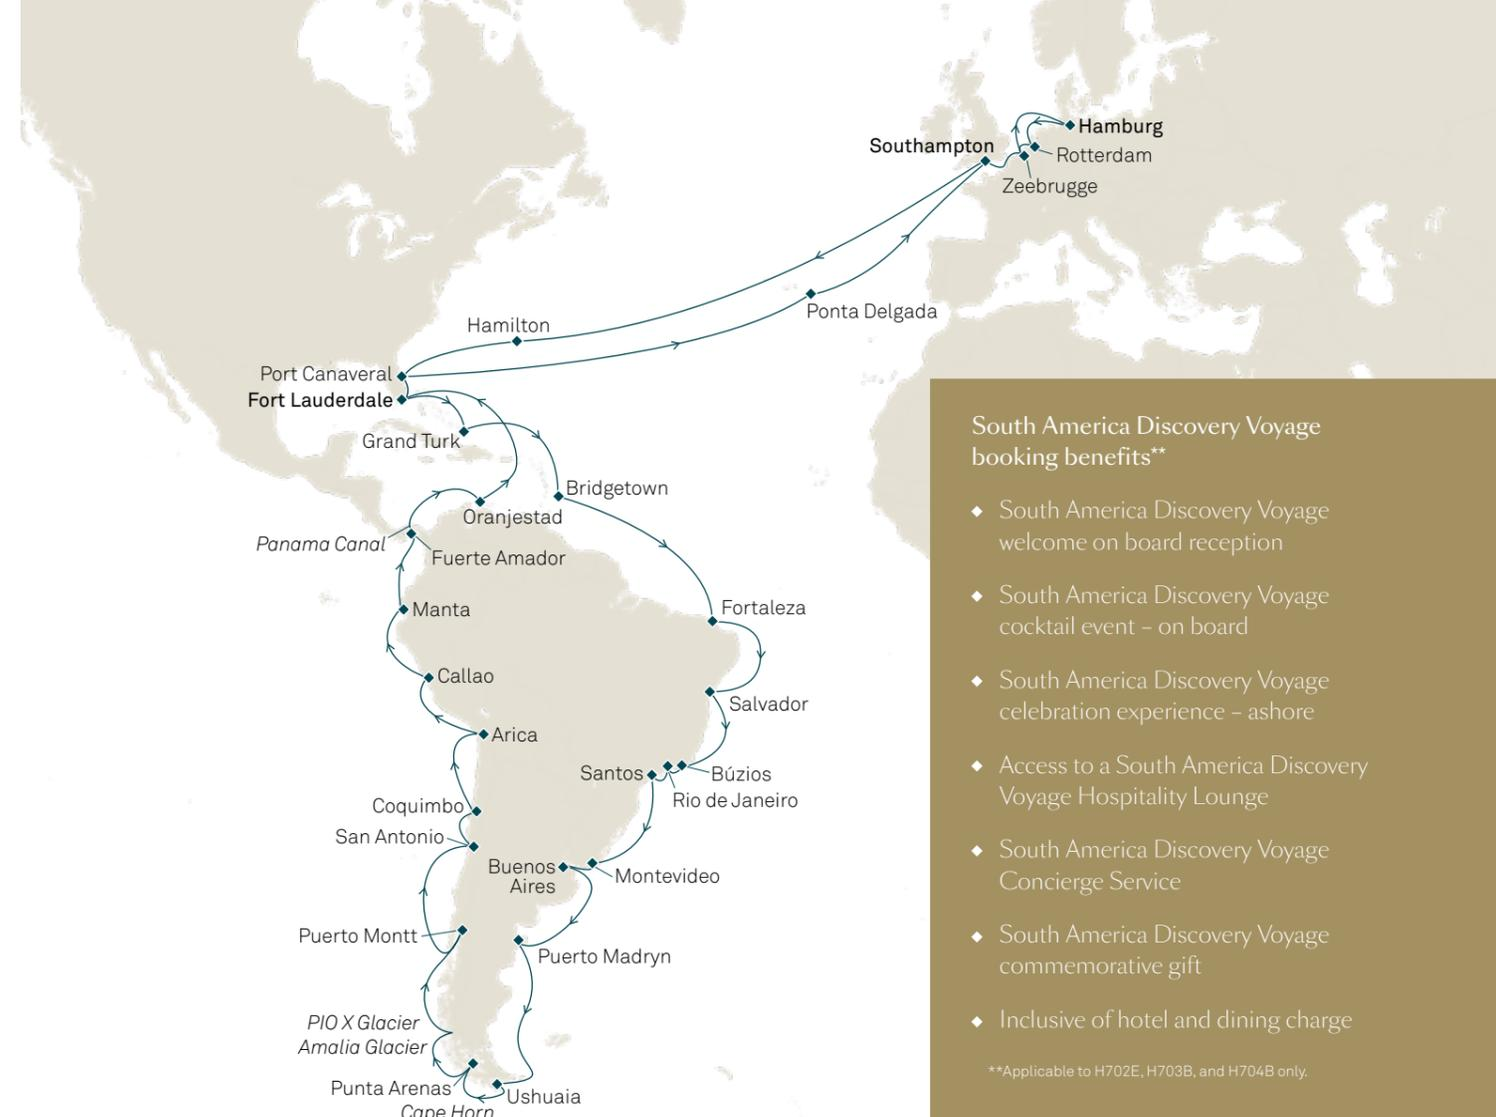 Hamburg
Southampton
Rotterdam
Zeebrugge
Ponta Delgada
Hamilton
Port Canaveral
Fort Lauderdale
Grand Turk
Bridgetown
Oranjestad
Panama Canal
Fuerte Amador
Manta
Fortaleza
Callao
Salvador
Arica
Santos
Búzios
Rio de Janeiro
Coquimbo
San Antonio
Buenos
Aires
Montevideo
Puerto Montt
Puerto Madryn
PIO X Glacier
Amalia Glacier
Punta Arenas
Ushuaia
Cape Horn
South America Discovery Voyage
booking benefits**
South America Discovery Voyage
welcome on board reception
South America Discovery Voyage
cocktail event – on board
South America Discovery Voyage
celebration experience – ashore
Access to a South America Discovery
Voyage Hospitality Lounge
South America Discovery Voyage
Concierge Service
South America Discovery Voyage
commemorative gift
Inclusive of hotel and dining charge
**Applicable to H702E, H703B, and H704B only.